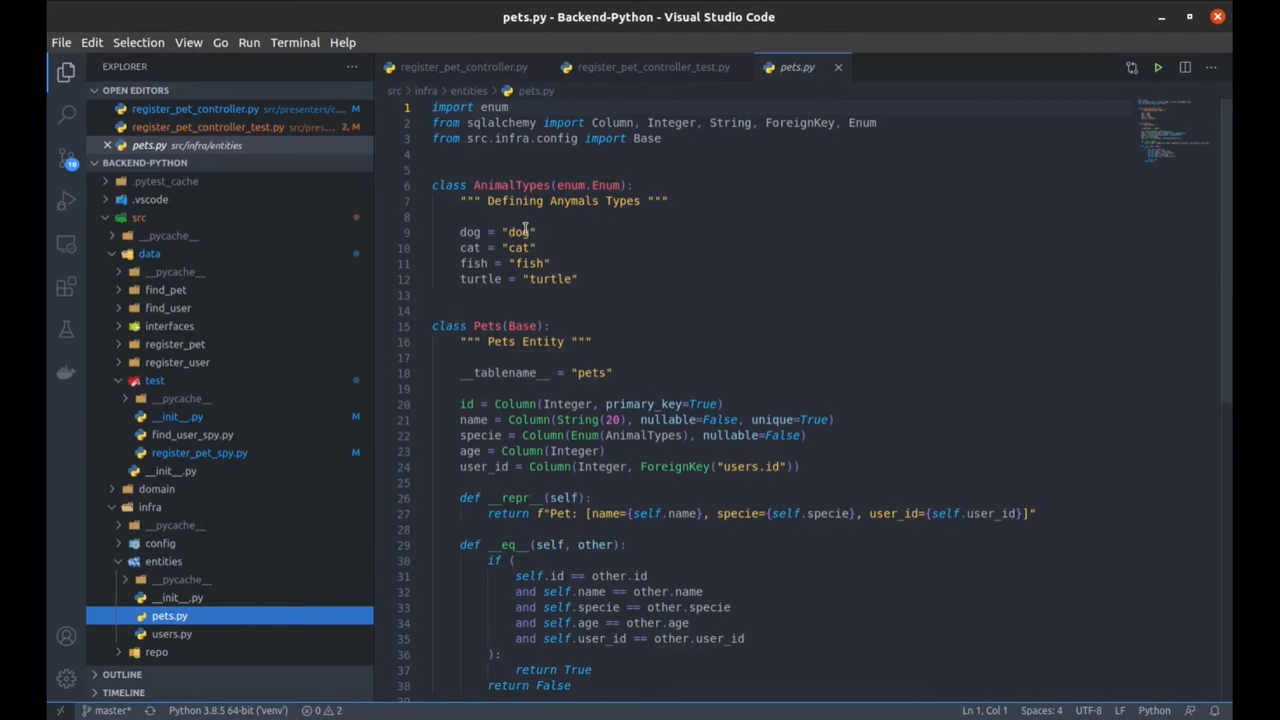 pets.py - Backend-Python - Visual Studio Code
File Edit Selection View Go Run Terminal Help
EXPLORER
OPEN EDITORS
register_pet_controller.py src/presenters/c... M
register_pet_controller_test.py src/pres... 2, M
pets.py src/infra/entities
10
BACKEND-PYTHON
.pytest_cache
.vscode
src
__pycache__
data
__pycache__
find_pet
find_user
interfaces
register_pet
register_user
test
__pycache__
__init__.py M
find_user_spy.py
register_pet_spy.py M
__init__.py
domain
infra
__pycache__
config
entities
__pycache__
__init__.py
pets.py
users.py
repo
OUTLINE
TIMELINE
register_pet_controller.py register_pet_controller_test.py pets.py
src > infra > entities > pets.py
1 import enum
2 from sqlalchemy import Column, Integer, String, ForeignKey, Enum
3 from src.infra.config import Base
4
5
6 class AnimalTypes(enum.Enum):
7 """ Defining Anymals Types """
8
9 dog = "dog"
10 cat = "cat"
11 fish = "fish"
12 turtle = "turtle"
13
14
15 class Pets(Base):
16 """ Pets Entity """
17
18 __tablename__ = "pets"
19
20 id = Column(Integer, primary_key=True)
21 name = Column(String(20), nullable=False, unique=True)
22 specie = Column(Enum(AnimalTypes), nullable=False)
23 age = Column(Integer)
24 user_id = Column(Integer, ForeignKey("users.id"))
25
26 def __repr__(self):
27 return f"Pet: [name={self.name}, specie={self.specie}, user_id={self.user_id}]"
28
29 def __eq__(self, other):
30 if (
31 self.id == other.id
32 and self.name == other.name
33 and self.specie == other.specie
34 and self.age == other.age
35 and self.user_id == other.user_id
36 ):
37 return True
38 return False
master* Python 3.8.5 64-bit ('venv') 0 2 Ln 1, Col 1 Spaces: 4 UTF-8 LF Python